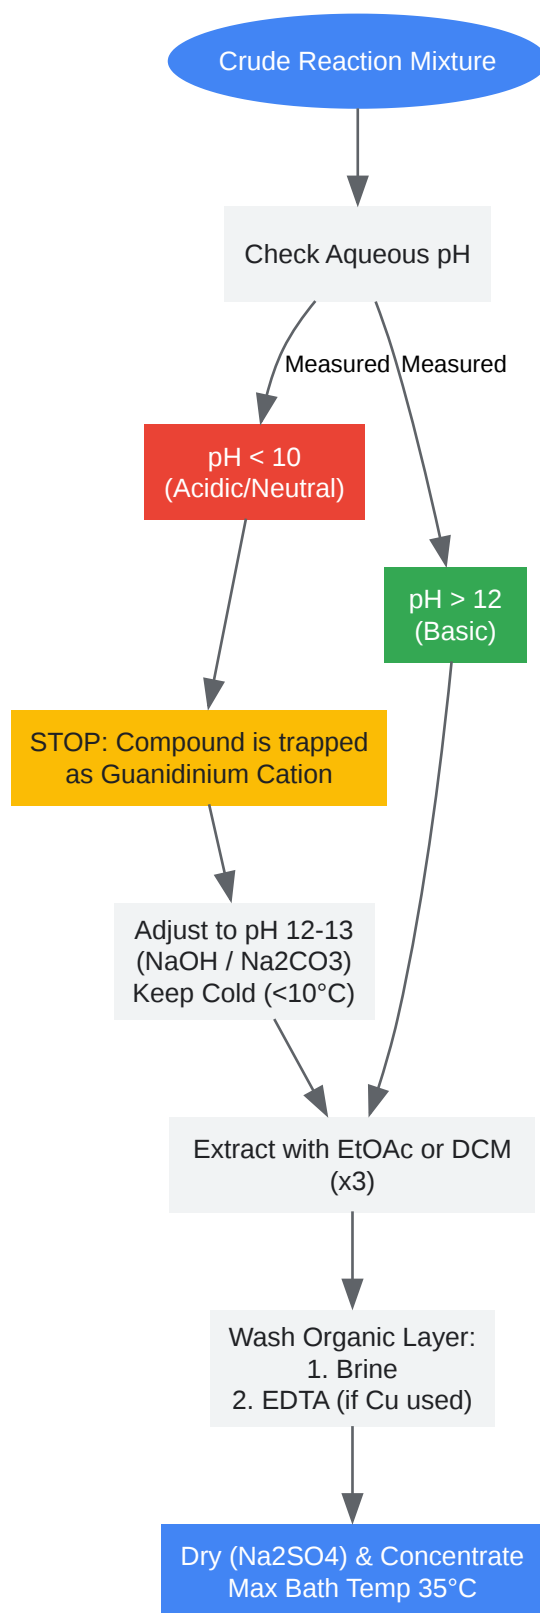 Crude Reaction Mixture
Check Aqueous pH
Measured
Measured
pH < 10
(Acidic/Neutral)
pH > 12
(Basic)
STOP: Compound is trapped
as Guanidinium Cation
Adjust to pH 12-13
(NaOH / Na2CO3)
Keep Cold (<10°C)
Extract with EtOAc or DCM
(x3)
Wash Organic Layer:
1. Brine
2. EDTA (if Cu used)
Dry (Na2SO4) & Concentrate
Max Bath Temp 35°C